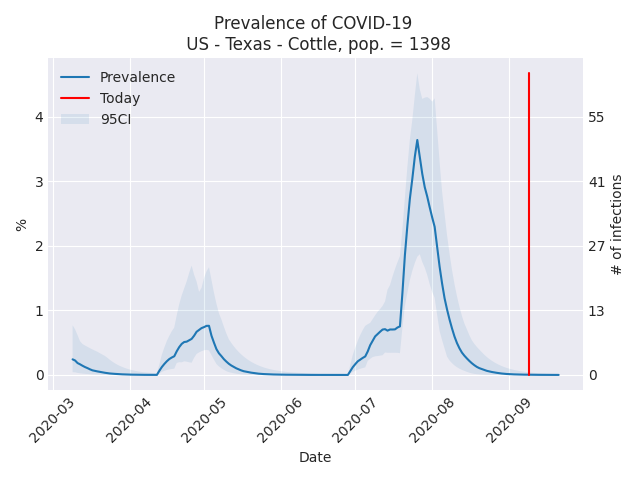 Prevalence of COVID-19
US - Texas - Cottle, pop. = 1398
Prevalence
Today
95CI
%
4
3
2
1
0
# of infections
55
41
27
13
0
2020-03
2020-04
2020-05
2020-06
2020-07
2020-08
2020-09
Date